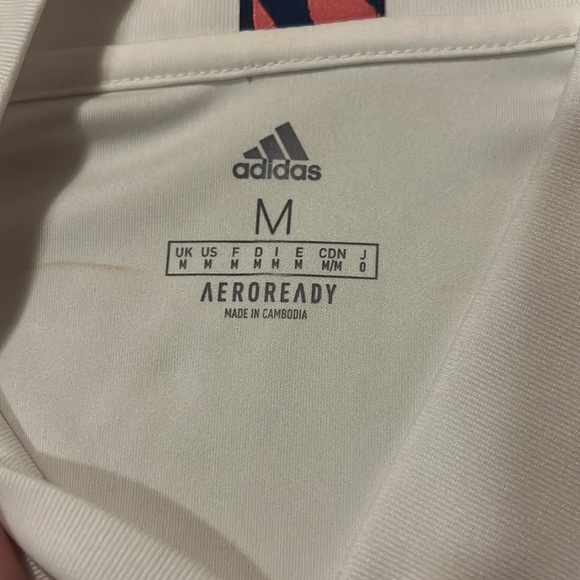 adidas
M
UK US F D I E CDN J
M M M M M M M/M O
AEROREADY
MADE IN CAMBODIA